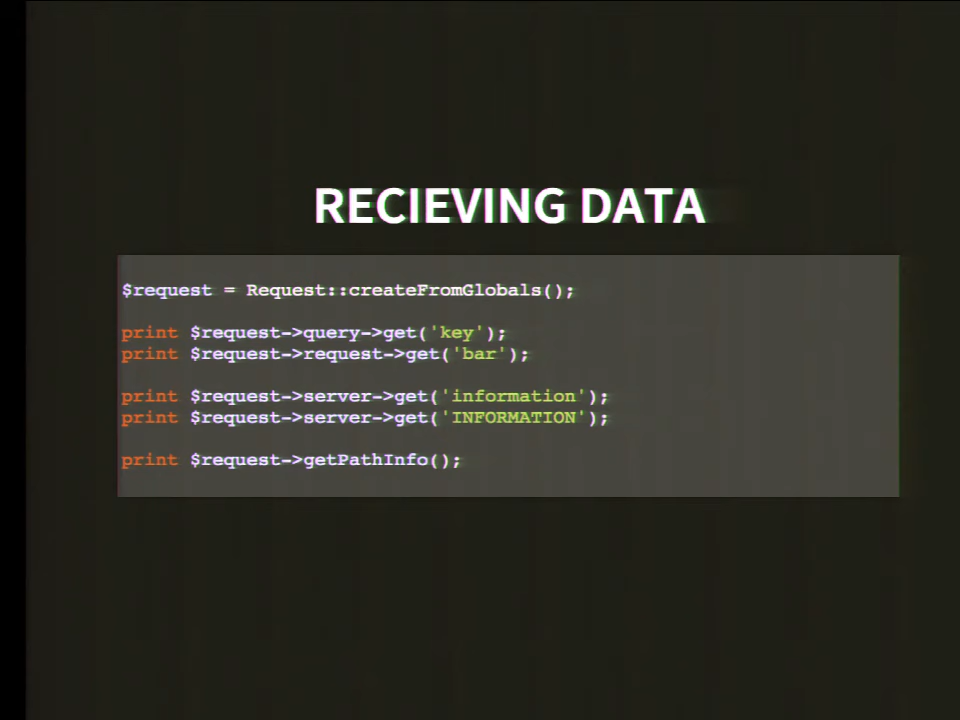 RECIEVING DATA
$request = Request::createFromGlobals();
print $request->query->get('key');
print $request->request->get('bar');
print $request->server->get('information');
print $request->server->get('INFORMATION');
print $request->getPathInfo();